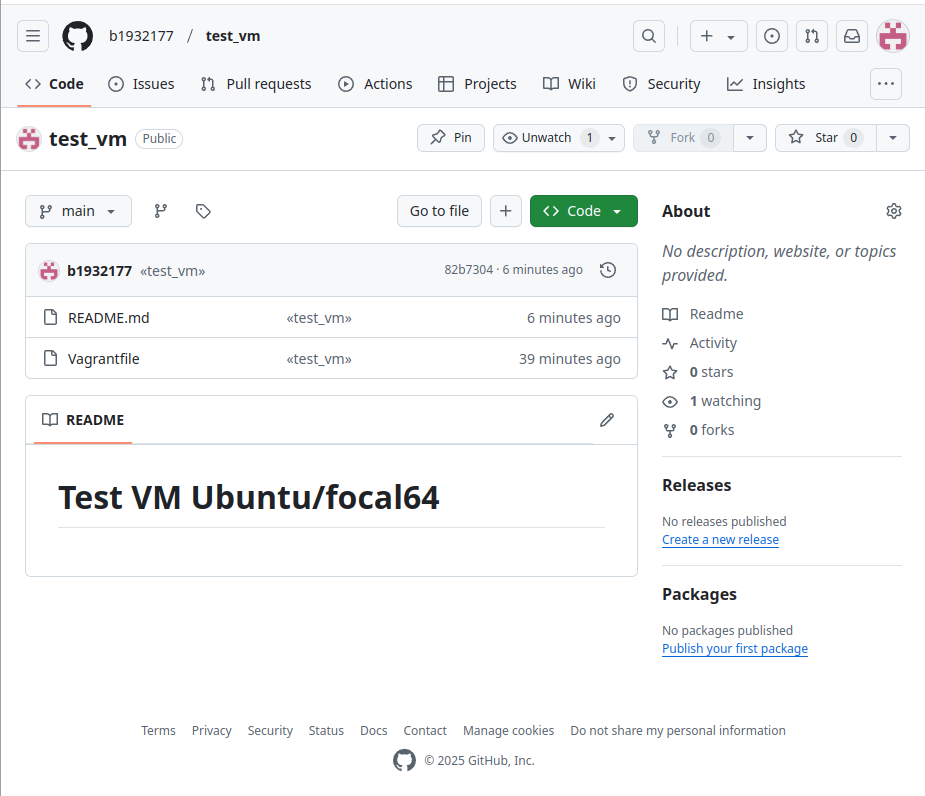 b1932177 / test_vm
Code Issues Pull requests Actions Projects Wiki Security Insights
test_vm Public Pin Unwatch 1 Fork 0 Star 0
main Go to file Code
b1932177 «test_vm» 82b7304 · 6 minutes ago
README.md «test_vm» 6 minutes ago
Vagrantfile «test_vm» 39 minutes ago
README
Test VM Ubuntu/focal64
About
No description, website, or topics
provided.
Readme
Activity
0 stars
1 watching
0 forks
Releases
No releases published
Create a new release
Packages
No packages published
Publish your first package
Terms Privacy Security Status Docs Contact Manage cookies Do not share my personal information
© 2025 GitHub, Inc.